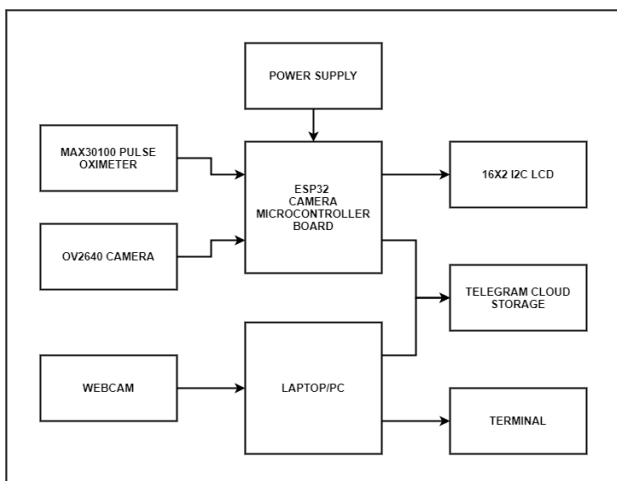 POWER SUPPLY
MAX30100 PULSE
OXIMETER
ESP32
CAMERA
MICROCONTROLLER
BOARD
16X2 I2C LCD
OV2640 CAMERA
TELEGRAM CLOUD
STORAGE
WEBCAM
LAPTOP/PC
TERMINAL